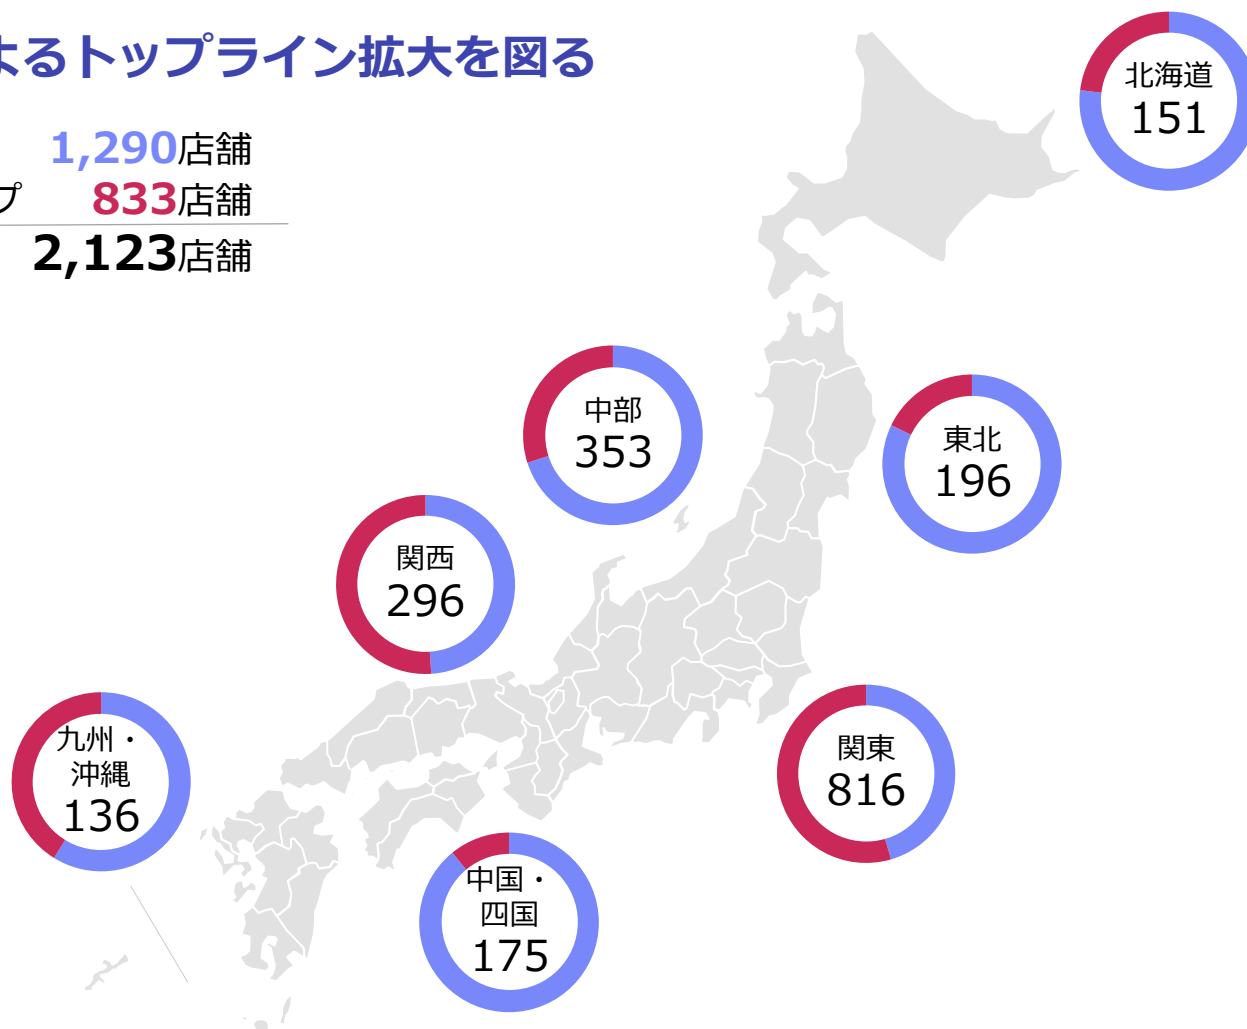 よるトップライン拡大を図る
1,290店舗
プ 833店舗
2,123店舗
北海道
151
中部
353
東北
196
関西
296
九州・
沖縄
136
関東
816
中国・
四国
175